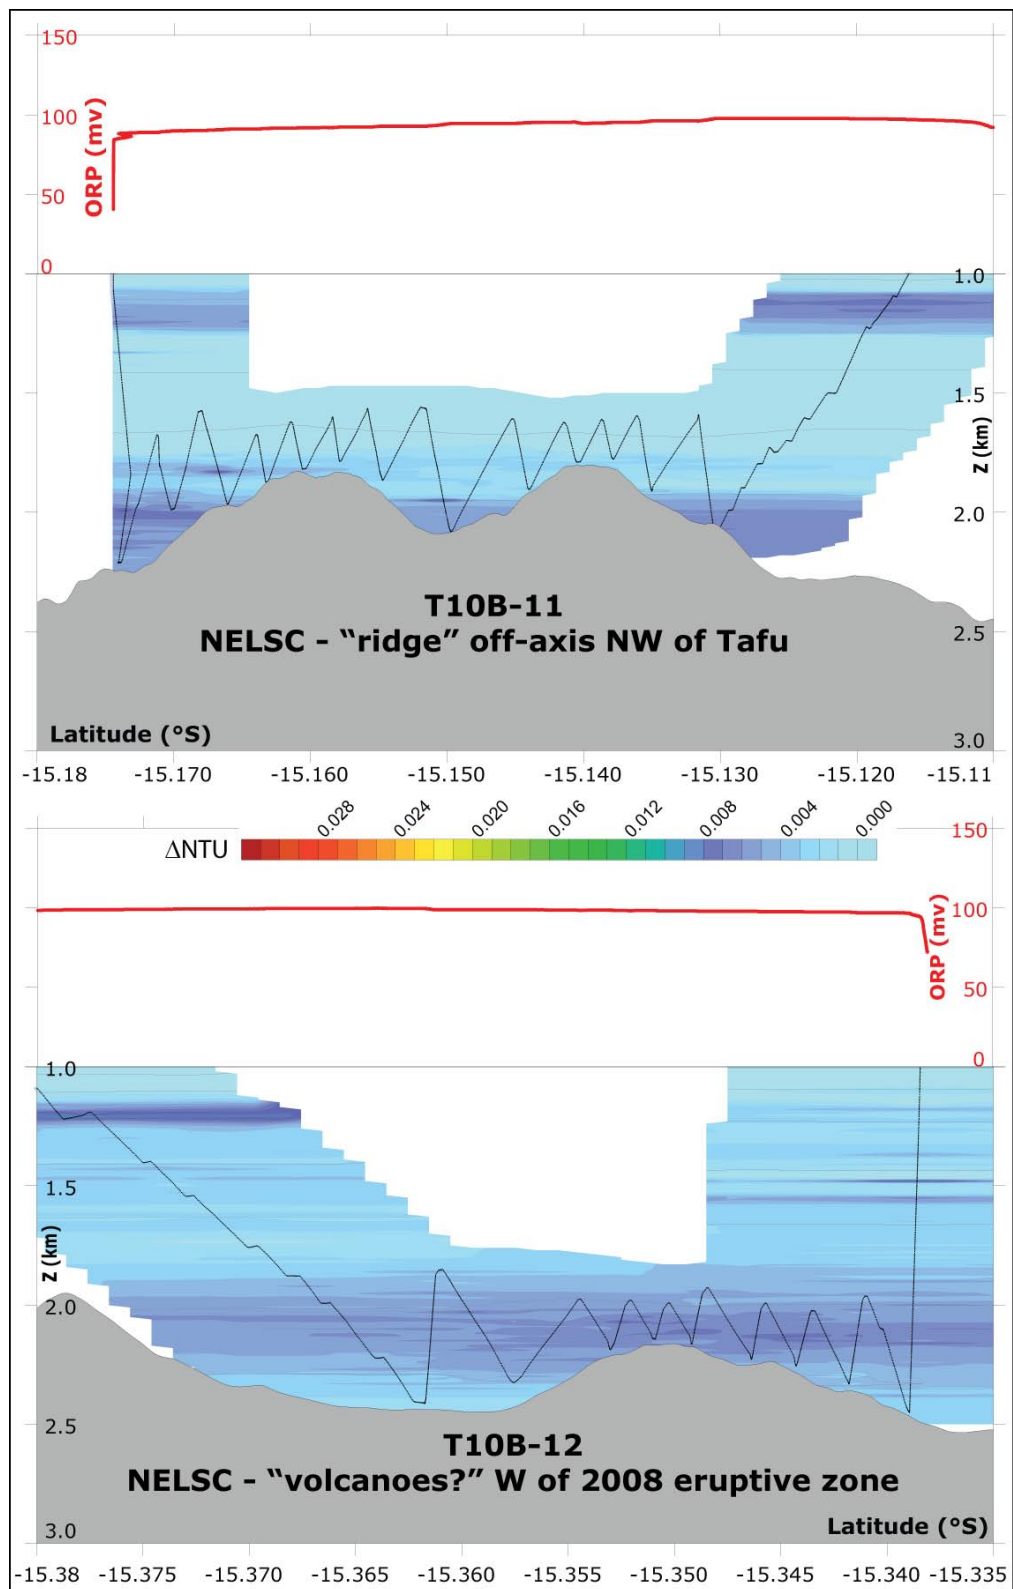 150
100
50
0
ORP (mv)
1.0
1.5
Z (km)
2.0
2.5
3.0
T10B-11
NELSC - “ridge” off-axis NW of Tafu
Latitude (°S)
-15.18 -15.170 -15.160 -15.150 -15.140 -15.130 -15.120 -15.11
ΔNTU
0.028 0.024 0.020 0.016 0.012 0.008 0.004 0.000
150
100
50
0
ORP (mv)
1.0
1.5
Z (km)
2.0
2.5
3.0
T10B-12
NELSC - “volcanoes?” W of 2008 eruptive zone
Latitude (°S)
-15.38 -15.375 -15.370 -15.365 -15.360 -15.355 -15.350 -15.345 -15.340 -15.335